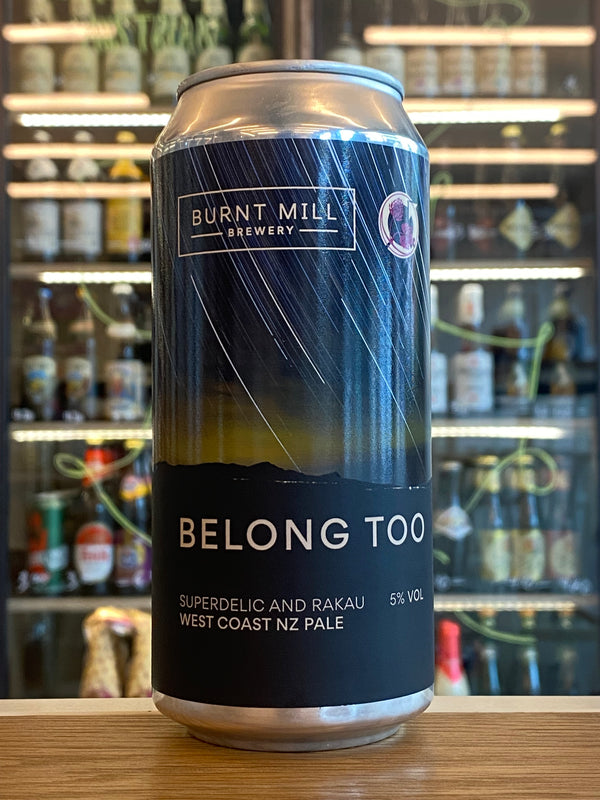 BURNT MILL
BREWERY
BELONG TOO
SUPERDELIC AND RAKAU
5% VOL
WEST COAST NZ PALE